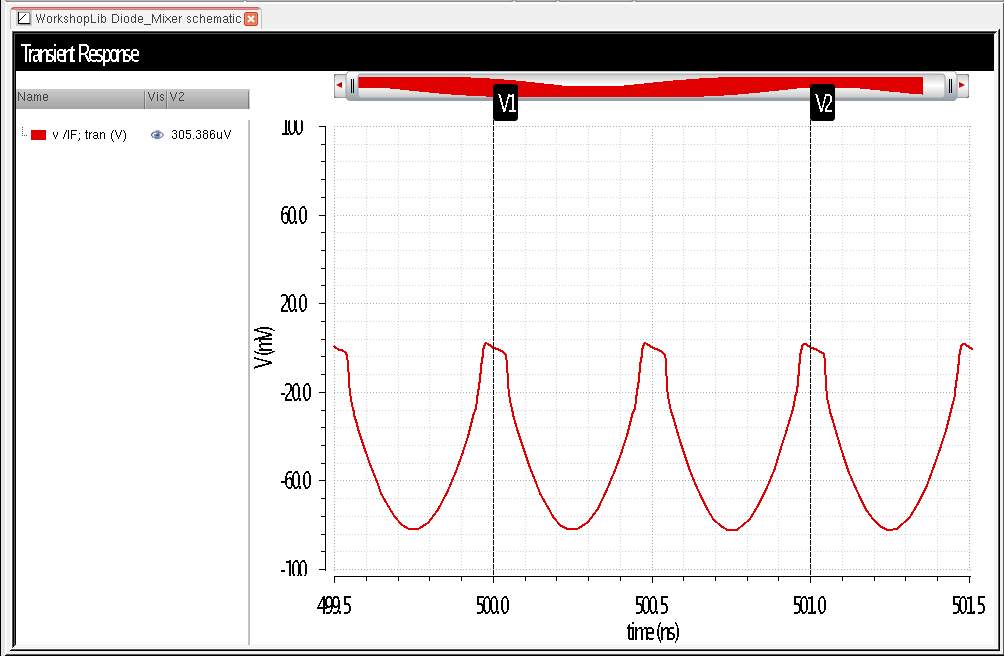 WorkshopLib Diode_Mixer schematic
Transient Response
Name Vis V2
v /IF; tran (V) 305.386uV
V1 V2
100
60.0
20.0
-20.0
-60.0
-100
V (mV)
499.5 500.0 500.5 501.0 501.5
time (ns)